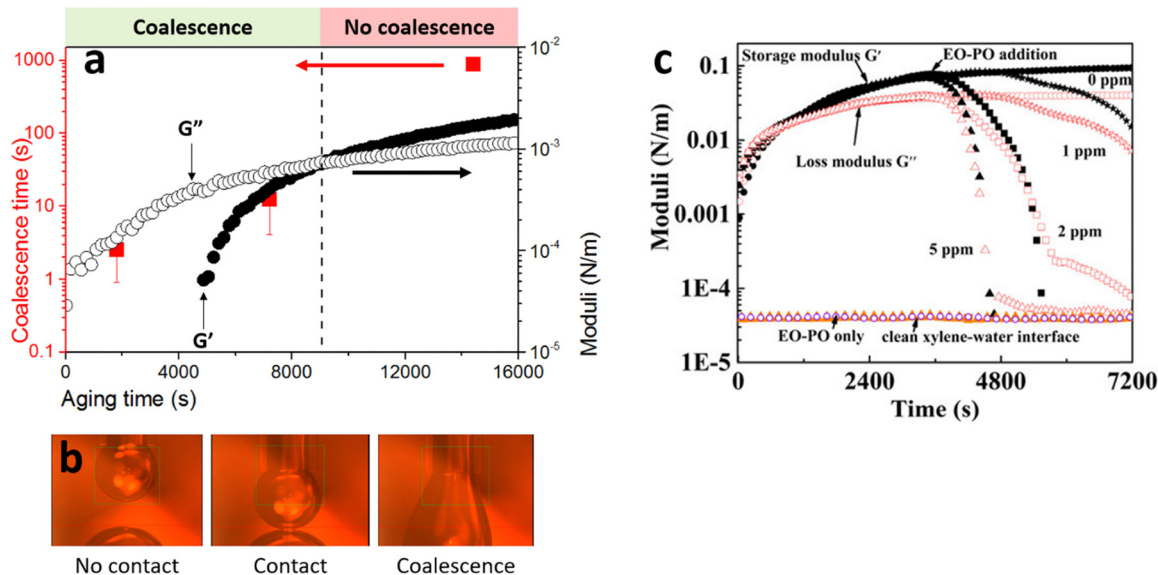 Coalescence
No coalescence
a
1000
100
10
1
0.1
Coalescence time (s)
G″
G′
10⁻²
10⁻³
10⁻⁴
10⁻⁵
Moduli (N/m)
0
4000
8000
12000
16000
Aging time (s)
b
No contact
Contact
Coalescence
c
Storage modulus G′
EO-PO addition
0 ppm
Loss modulus G″
1 ppm
2 ppm
5 ppm
EO-PO only
clean xylene-water interface
0.1
0.01
0.001
1E-4
1E-5
Moduli (N/m)
0
2400
4800
7200
Time (s)